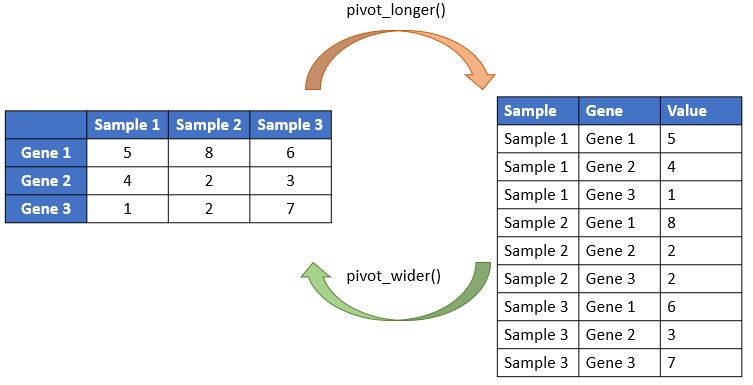 pivot_longer()
Sample 1 Sample 2 Sample 3
Gene 1 5 8 6
Gene 2 4 2 3
Gene 3 1 2 7
pivot_wider()
Sample Gene Value
Sample 1 Gene 1 5
Sample 1 Gene 2 4
Sample 1 Gene 3 1
Sample 2 Gene 1 8
Sample 2 Gene 2 2
Sample 2 Gene 3 2
Sample 3 Gene 1 6
Sample 3 Gene 2 3
Sample 3 Gene 3 7